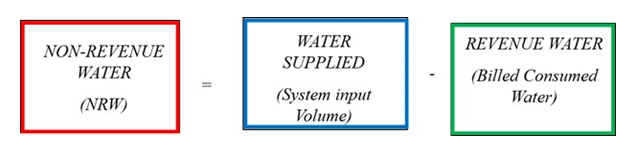 NON-REVENUE
WATER
(NRW)
=
WATER
SUPPLIED
(System input
Volume)
-
REVENUE WATER
(Billed Consumed
Water)